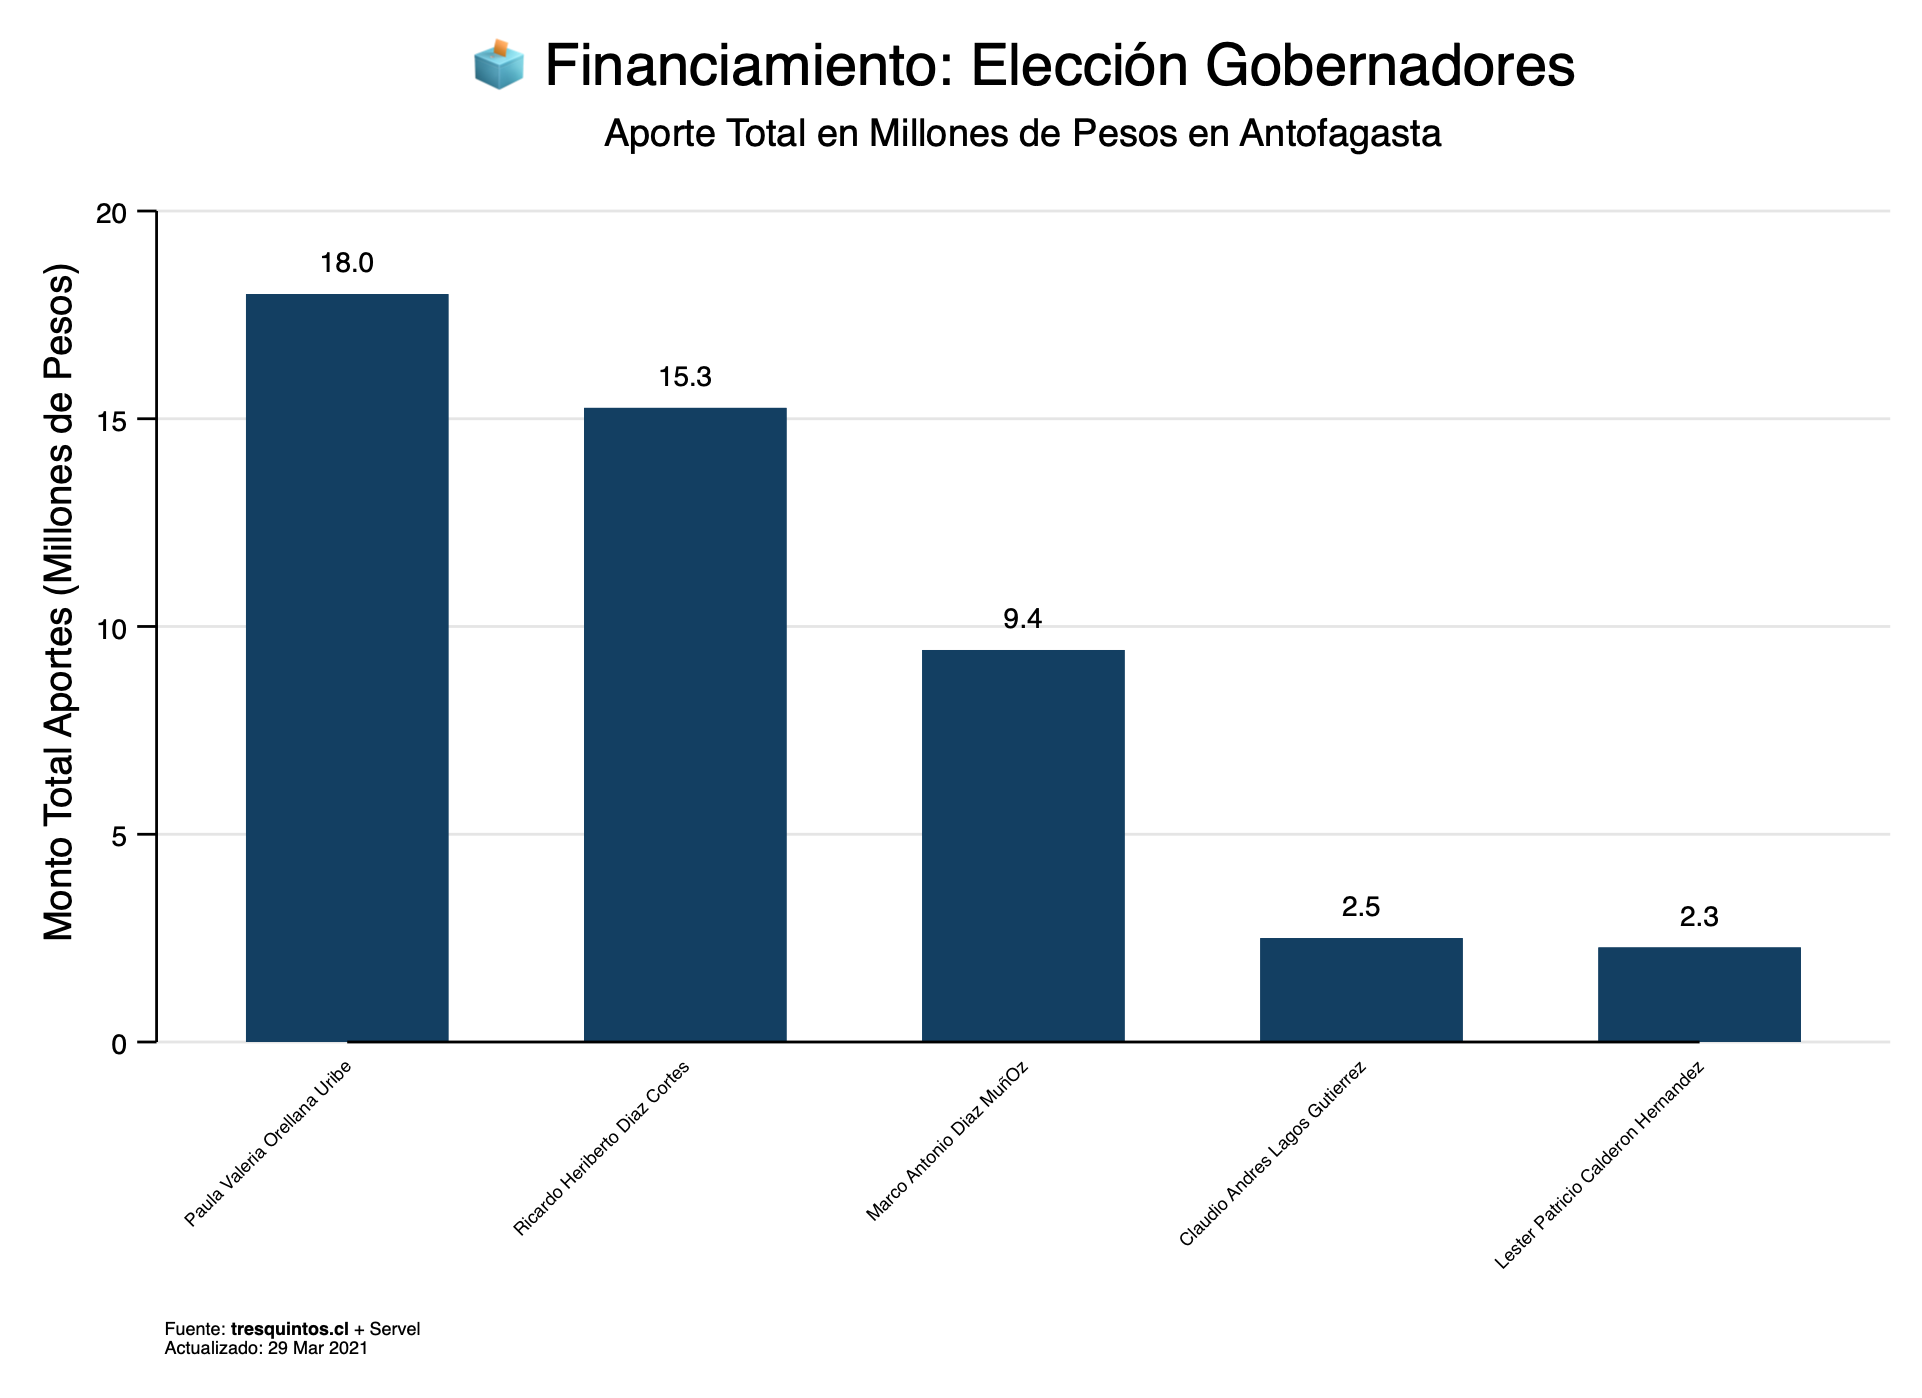 Financiamiento: Elección Gobernadores
Aporte Total en Millones de Pesos en Antofagasta
Monto Total Aportes (Millones de Pesos)
20
15
10
5
0
18.0
15.3
9.4
2.5
2.3
Paula Valeria Orellana Uribe
Ricardo Heriberto Diaz Cortes
Marco Antonio Diaz MuñOz
Claudio Andres Lagos Gutierrez
Lester Patricio Calderon Hernandez
Fuente: tresquintos.cl + Servel
Actualizado: 29 Mar 2021